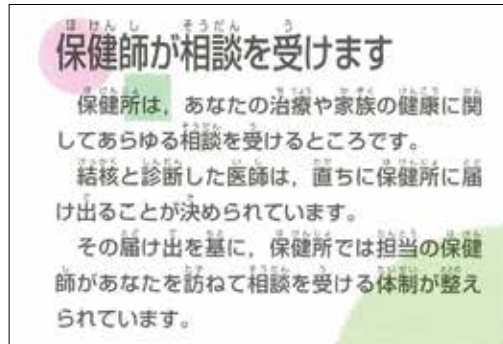 保健師が相談を受けます
保健所は，あなたの治療や家族の健康に関
してあらゆる相談を受けるところです。
結核と診断した医師は，直ちに保健所に届
け出ることが決められています。
その届け出を基に，保健所では担当の保健
師があなたを訪ねて相談を受ける体制が整え
られています。